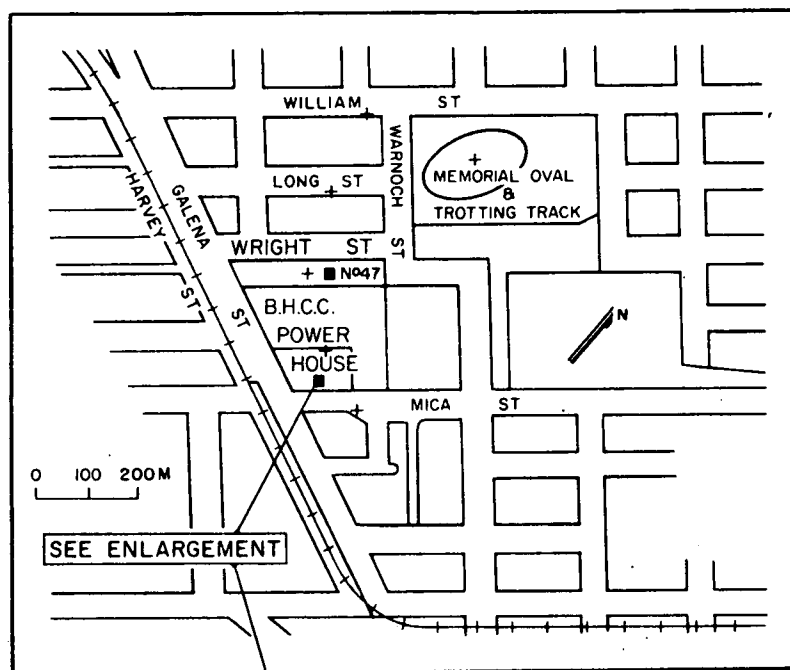 WILLIAM ST
WARNOCH ST
MEMORIAL OVAL
&
TROTTING TRACK
LONG ST
HARVEY ST
GALENA ST
WRIGHT ST
No47
B.H.C.C.
POWER
HOUSE
N
MICA ST
0 100 200 M
SEE ENLARGEMENT